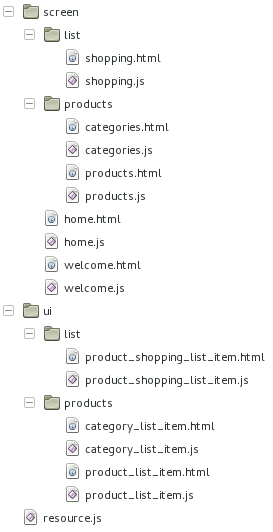 screen
list
shopping.html
shopping.js
products
categories.html
categories.js
products.html
products.js
home.html
home.js
welcome.html
welcome.js
ui
list
product_shopping_list_item.html
product_shopping_list_item.js
products
category_list_item.html
category_list_item.js
product_list_item.html
product_list_item.js
resource.js